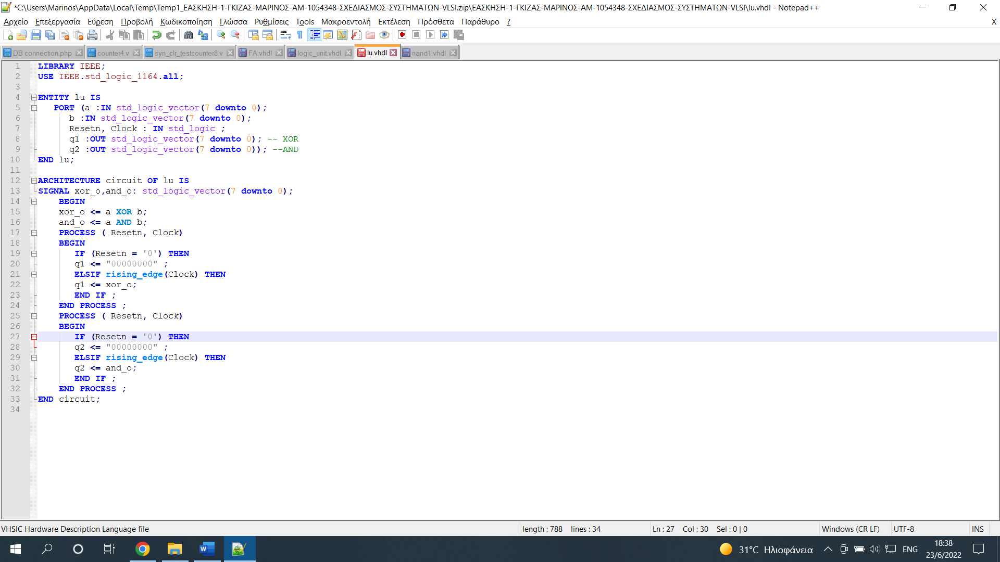 *C:\Users\Marinos\AppData\Local\Temp\Temp1_ΕΑΣΚΗΣΗ-1-ΓΚΙΖΑΣ-ΜΑΡΙΝΟΣ-ΑΜ-1054348-ΣΧΕΔΙΑΣΜΟΣ-ΣΥΣΤΗΜΑΤΩΝ-VLSI.zip\ΕΑΣΚΗΣΗ-1-ΓΚΙΖΑΣ-ΜΑΡΙΝΟΣ-ΑΜ-1054348-ΣΧΕΔΙΑΣΜΟΣ-ΣΥΣΤΗΜΑΤΩΝ-VLSI\lu.vhdl - Notepad++
Αρχείο Επεξεργασία Εύρεση Προβολή Κωδικοποίηση Γλώσσα Ρυθμίσεις Tools Μακροεντολή Εκτέλεση Πρόσθετα Παράθυρο ? X
DB connection.php counter4.v syn_clr_testcounter8.v FA.vhdl logic_unit.vhdl lu.vhdl nand1.vhdl
1 LIBRARY IEEE;
2 USE IEEE.std_logic_1164.all;
3
4 ENTITY lu IS
5 PORT (a :IN std_logic_vector(7 downto 0);
6 b :IN std_logic_vector(7 downto 0);
7 Resetn, Clock : IN std_logic ;
8 q1 :OUT std_logic_vector(7 downto 0); -- XOR
9 q2 :OUT std_logic_vector(7 downto 0)); --AND
10 END lu;
11
12 ARCHITECTURE circuit OF lu IS
13 SIGNAL xor_o,and_o: std_logic_vector(7 downto 0);
14 BEGIN
15 xor_o <= a XOR b;
16 and_o <= a AND b;
17 PROCESS ( Resetn, Clock)
18 BEGIN
19 IF (Resetn = '0') THEN
20 q1 <= "00000000" ;
21 ELSIF rising_edge(Clock) THEN
22 q1 <= xor_o;
23 END IF ;
24 END PROCESS ;
25 PROCESS ( Resetn, Clock)
26 BEGIN
27 IF (Resetn = '0') THEN
28 q2 <= "00000000" ;
29 ELSIF rising_edge(Clock) THEN
30 q2 <= and_o;
31 END IF ;
32 END PROCESS ;
33 END circuit;
34
VHSIC Hardware Description Language file length : 788 lines : 34 Ln : 27 Col : 30 Sel : 0 | 0 Windows (CR LF) UTF-8 INS
31°C Ηλιοφάνεια ENG 18:38
23/6/2022